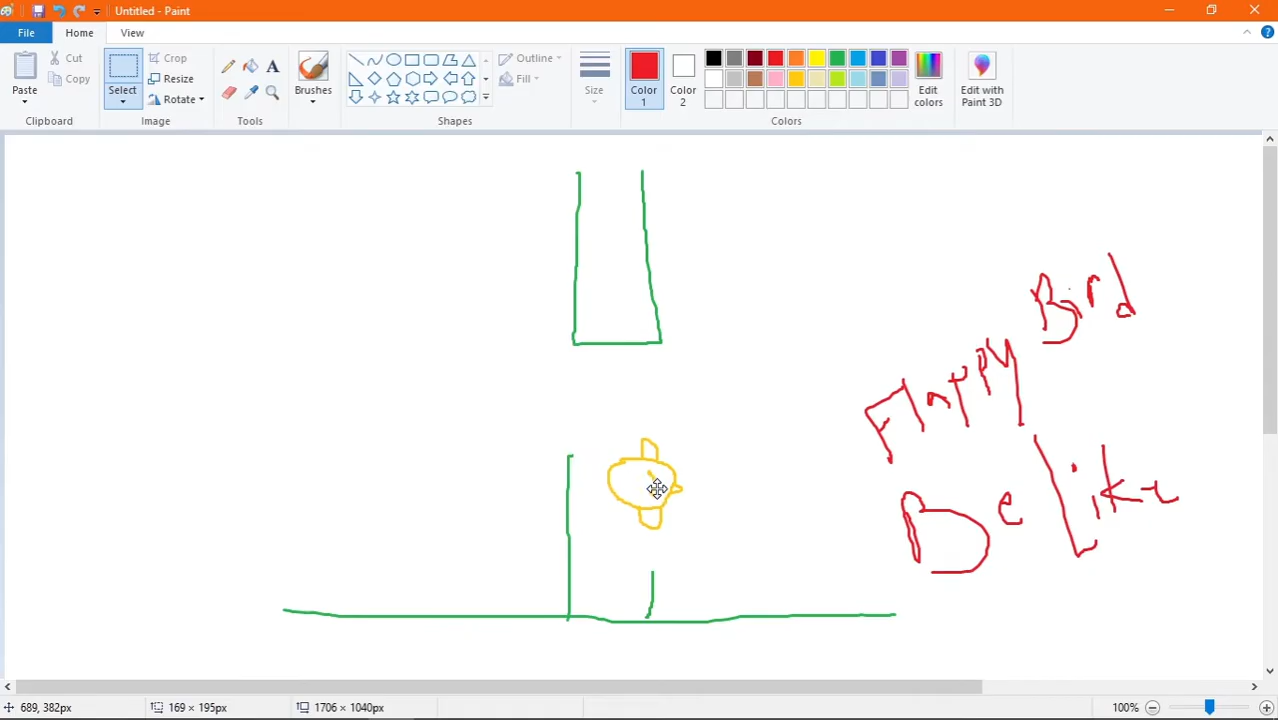 Untitled - Paint
File Home View
Paste
Cut
Copy
Clipboard
Select
Crop
Resize
Rotate
Image
A
Tools
Brushes
Outline
Fill
Shapes
Size
Color 1
Color 2
Edit colors
Colors
Edit with Paint 3D
Flappy Bird
Be Like
689, 382px
169 × 195px
1706 × 1040px
100%